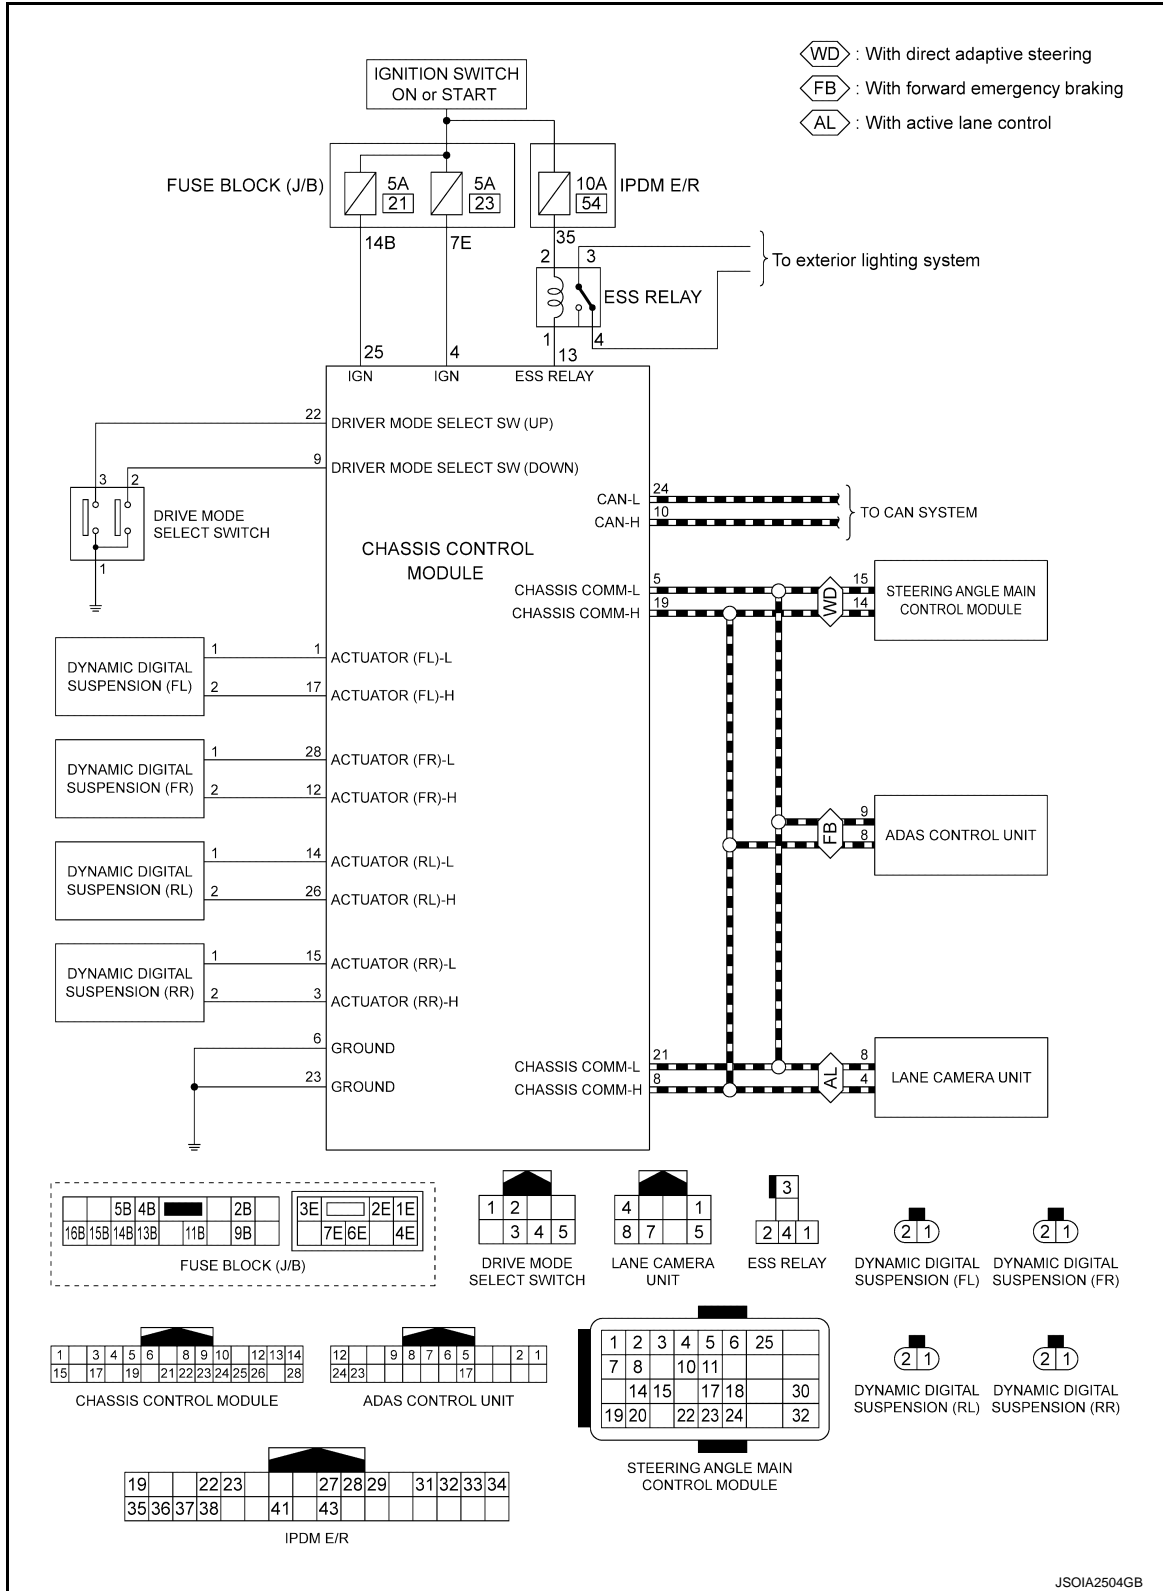 WD : With direct adaptive steering
FB : With forward emergency braking
AL : With active lane control
IGNITION SWITCH
ON or START
FUSE BLOCK (J/B)
5A
21
5A
23
10A
54
IPDM E/R
14B
7E
35
2
3
To exterior lighting system
ESS RELAY
1
4
25
4
13
IGN
IGN
ESS RELAY
22
DRIVER MODE SELECT SW (UP)
9
DRIVER MODE SELECT SW (DOWN)
3
2
DRIVE MODE
SELECT SWITCH
1
CAN-L
24
CAN-H
10
TO CAN SYSTEM
CHASSIS CONTROL
MODULE
CHASSIS COMM-L
5
CHASSIS COMM-H
19
WD
15
14
STEERING ANGLE MAIN
CONTROL MODULE
DYNAMIC DIGITAL
SUSPENSION (FL)
1
1
ACTUATOR (FL)-L
2
17
ACTUATOR (FL)-H
DYNAMIC DIGITAL
SUSPENSION (FR)
1
28
ACTUATOR (FR)-L
2
12
ACTUATOR (FR)-H
FB
9
8
ADAS CONTROL UNIT
DYNAMIC DIGITAL
SUSPENSION (RL)
1
14
ACTUATOR (RL)-L
2
26
ACTUATOR (RL)-H
DYNAMIC DIGITAL
SUSPENSION (RR)
1
15
ACTUATOR (RR)-L
2
3
ACTUATOR (RR)-H
6
GROUND
23
GROUND
CHASSIS COMM-L
21
CHASSIS COMM-H
8
AL
8
4
LANE CAMERA UNIT
5B 4B 2B
16B 15B 14B 13B 11B 9B
3E 2E 1E
7E 6E 4E
FUSE BLOCK (J/B)
1 2
3 4 5
DRIVE MODE
SELECT SWITCH
4 1
8 7 5
LANE CAMERA
UNIT
3
2 4 1
ESS RELAY
2 1
DYNAMIC DIGITAL
SUSPENSION (FL)
2 1
DYNAMIC DIGITAL
SUSPENSION (FR)
1 3 4 5 6 8 9 10 12 13 14
15 17 19 21 22 23 24 25 26 28
CHASSIS CONTROL MODULE
12 9 8 7 6 5 2 1
24 23 17
ADAS CONTROL UNIT
1 2 3 4 5 6 25
7 8 10 11
14 15 17 18 30
19 20 22 23 24 32
STEERING ANGLE MAIN
CONTROL MODULE
2 1
DYNAMIC DIGITAL
SUSPENSION (RL)
2 1
DYNAMIC DIGITAL
SUSPENSION (RR)
19 22 23 27 28 29 31 32 33 34
35 36 37 38 41 43
IPDM E/R
JSOIA2504GB